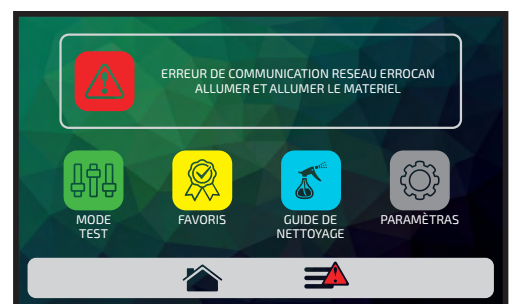 ERREUR DE COMMUNICATION RESEAU ERROCAN
ALLUMER ET ALLUMER LE MATERIEL
MODE
TEST
FAVORIS
GUIDE DE
NETTOYAGE
PARAMÈTRAS